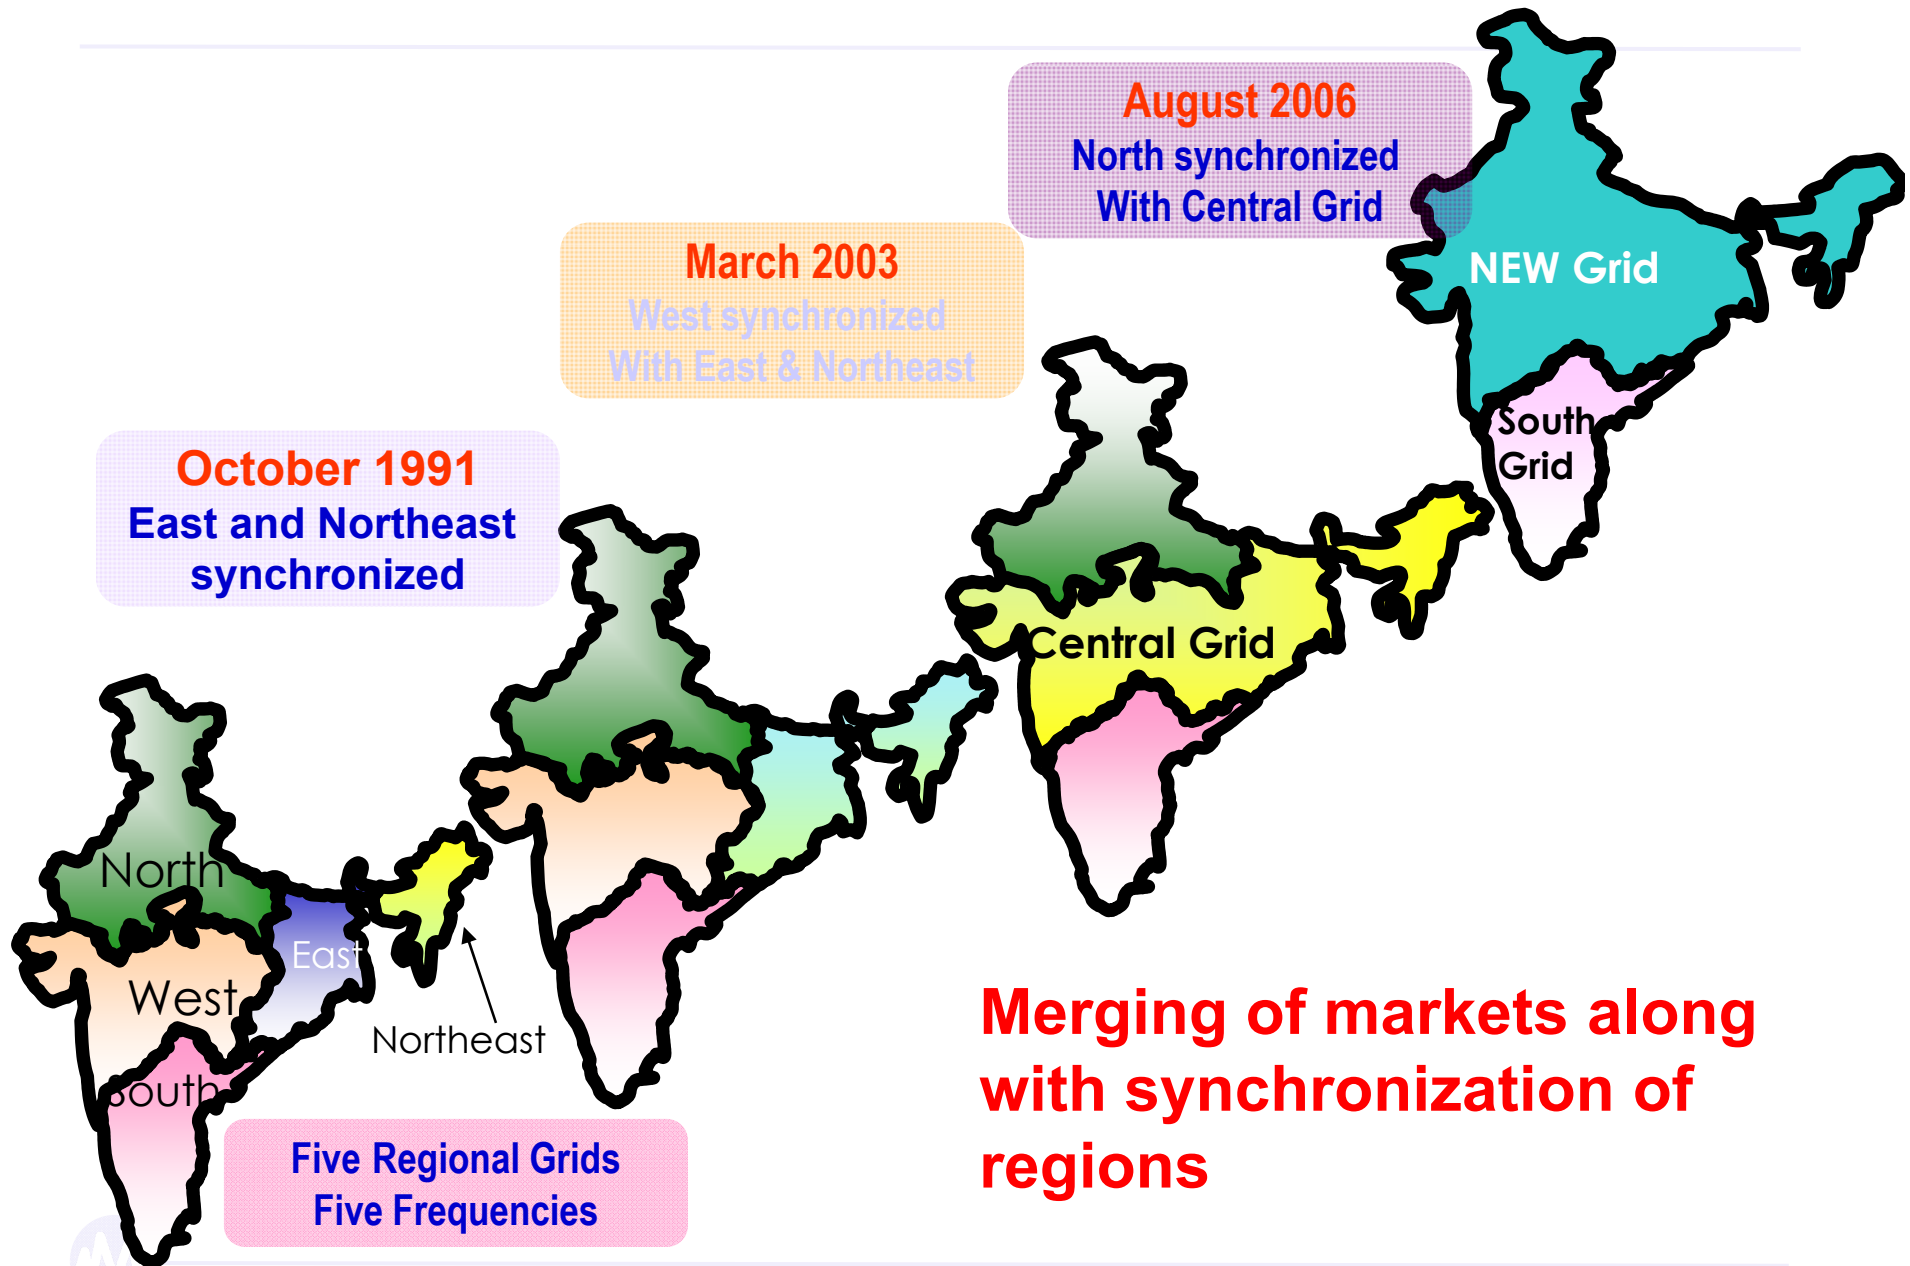 August 2006
North synchronized
With Central Grid
March 2003
West synchronized
With East & Northeast
October 1991
East and Northeast
synchronized
NEW Grid
South
Grid
Central Grid
North
East
West
Northeast
South
Five Regional Grids
Five Frequencies
Merging of markets along
with synchronization of
regions